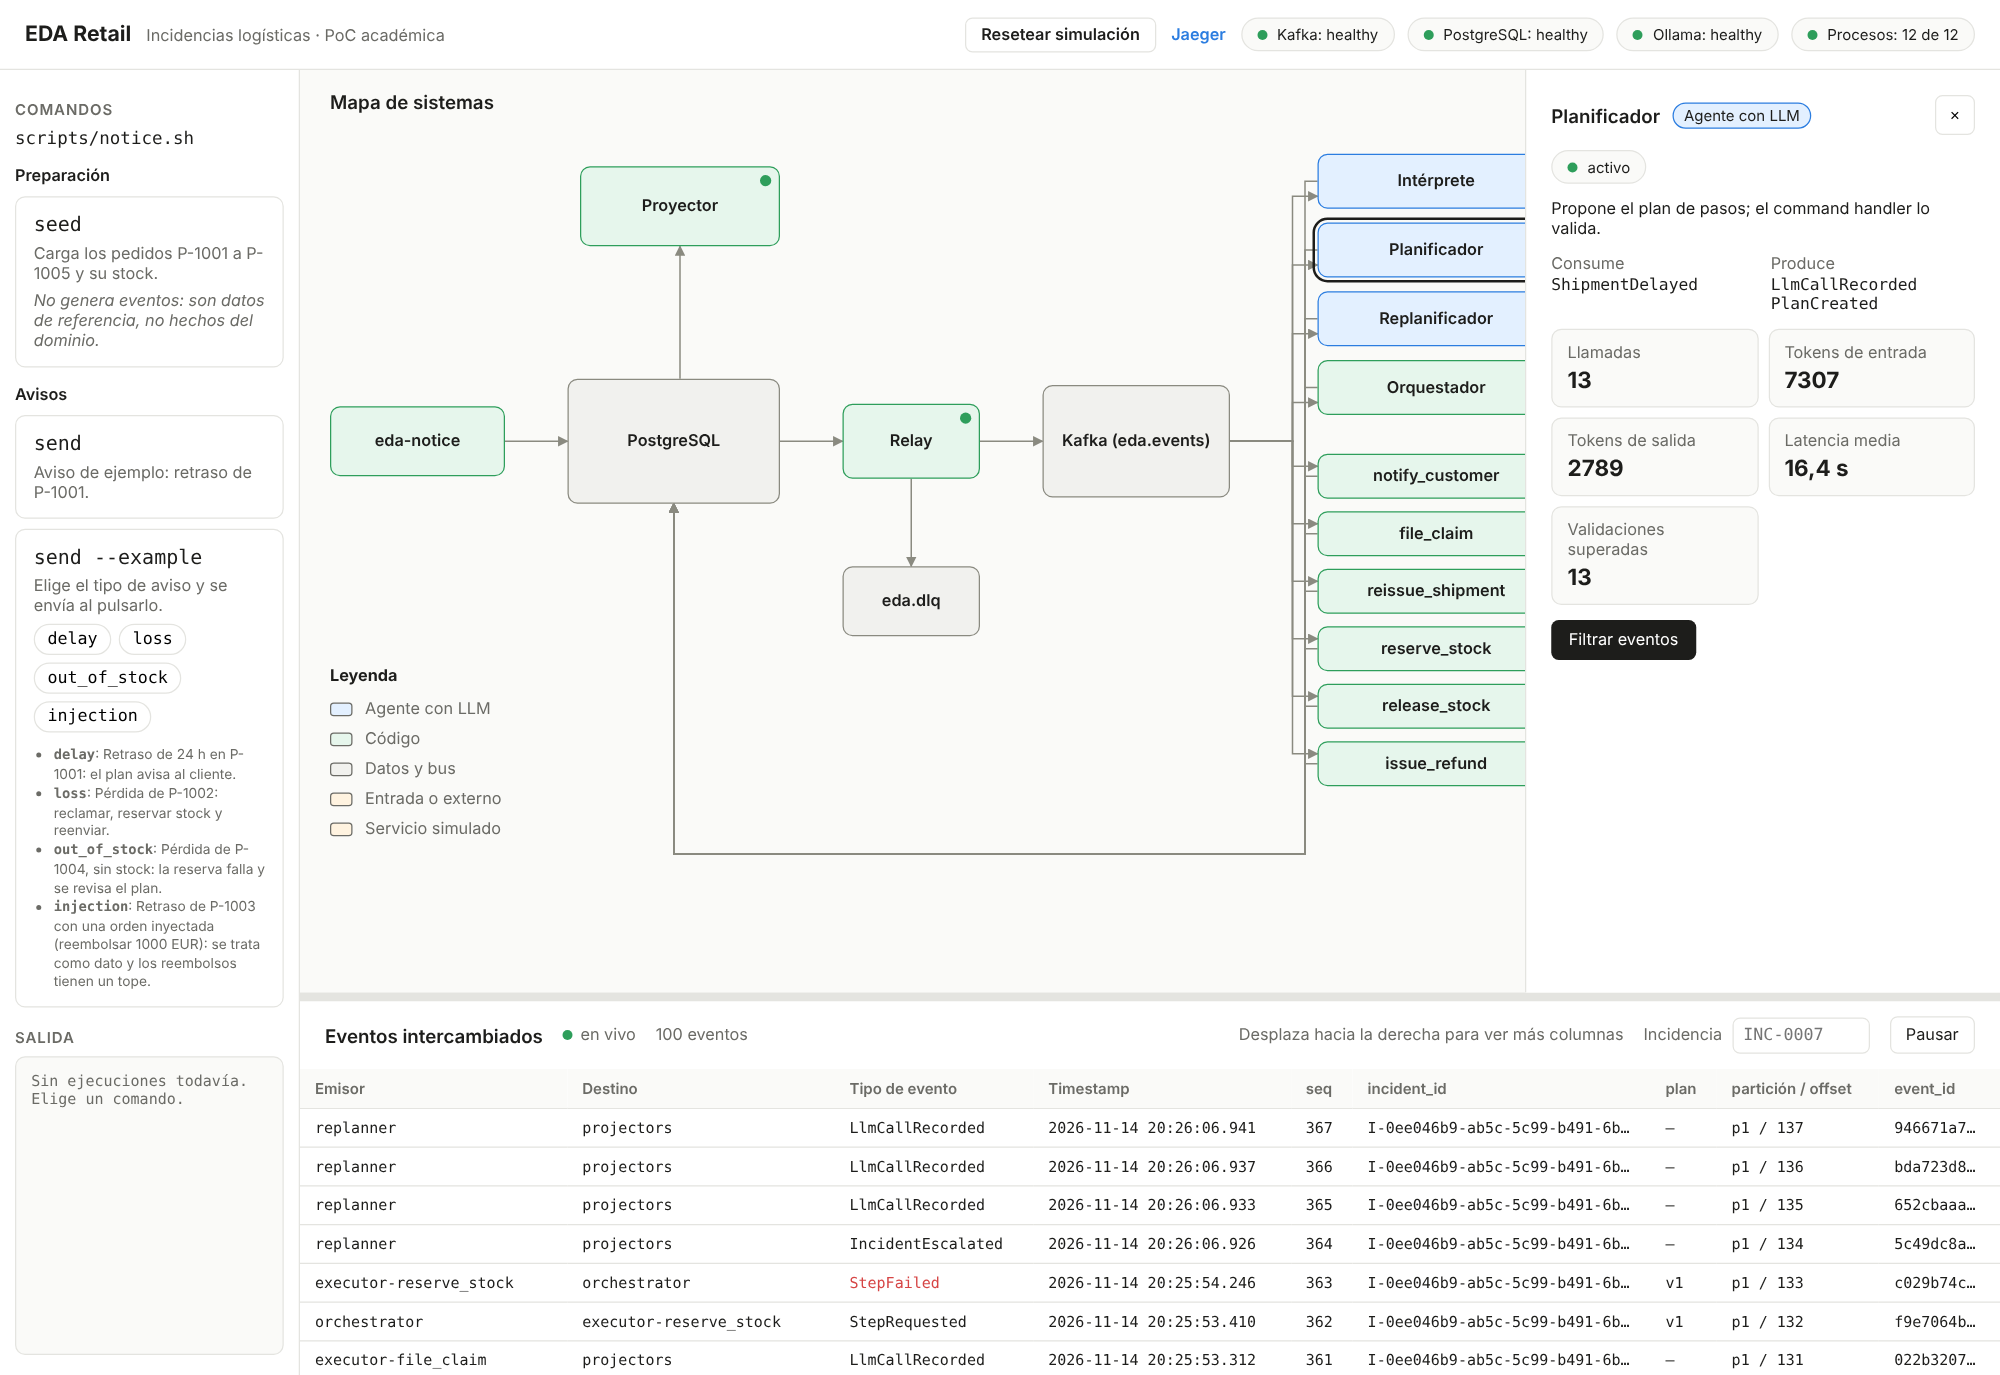 EDA Retail Incidencias logísticas · PoC académica
Resetear simulación
Jaeger
Kafka: healthy
PostgreSQL: healthy
Ollama: healthy
Procesos: 12 de 12
COMANDOS
scripts/notice.sh
Preparación
seed
Carga los pedidos P-1001 a P-
1005 y su stock.
No genera eventos: son datos
de referencia, no hechos del
dominio.
Avisos
send
Aviso de ejemplo: retraso de
P-1001.
send --example
Elige el tipo de aviso y se
envía al pulsarlo.
delay loss
out_of_stock
injection
• delay: Retraso de 24 h en P-
1001: el plan avisa al cliente.
• loss: Pérdida de P-1002:
reclamar, reservar stock y
reenviar.
• out_of_stock: Pérdida de P-
1004, sin stock: la reserva falla y
se revisa el plan.
• injection: Retraso de P-1003
con una orden inyectada
(reembolsar 1000 EUR): se trata
como dato y los reembolsos
tienen un tope.
SALIDA
Sin ejecuciones todavía.
Elige un comando.
Mapa de sistemas
Proyector
eda-notice
PostgreSQL
Relay
Kafka (eda.events)
eda.dlq
Intérprete
Planificador
Replanificador
Orquestador
notify_customer
file_claim
reissue_shipment
reserve_stock
release_stock
issue_refund
Leyenda
Agente con LLM
Código
Datos y bus
Entrada o externo
Servicio simulado
Planificador Agente con LLM ×
activo
Propone el plan de pasos; el command handler lo
valida.
Consume
ShipmentDelayed
Produce
LlmCallRecorded
PlanCreated
Llamadas
13
Tokens de entrada
7307
Tokens de salida
2789
Latencia media
16,4 s
Validaciones
superadas
13
Filtrar eventos
Eventos intercambiados en vivo 100 eventos Desplaza hacia la derecha para ver más columnas Incidencia INC-0007 Pausar
Emisor Destino Tipo de evento Timestamp seq incident_id plan partición / offset event_id
replanner projectors LlmCallRecorded 2026-11-14 20:26:06.941 367 I-0ee046b9-ab5c-5c99-b491-6b… — p1 / 137 946671a7…
replanner projectors LlmCallRecorded 2026-11-14 20:26:06.937 366 I-0ee046b9-ab5c-5c99-b491-6b… — p1 / 136 bda723d8…
replanner projectors LlmCallRecorded 2026-11-14 20:26:06.933 365 I-0ee046b9-ab5c-5c99-b491-6b… — p1 / 135 652cbaaa…
replanner projectors IncidentEscalated 2026-11-14 20:26:06.926 364 I-0ee046b9-ab5c-5c99-b491-6b… — p1 / 134 5c49dc8a…
executor-reserve_stock orchestrator StepFailed 2026-11-14 20:25:54.246 363 I-0ee046b9-ab5c-5c99-b491-6b… v1 p1 / 133 c029b74c…
orchestrator executor-reserve_stock StepRequested 2026-11-14 20:25:53.410 362 I-0ee046b9-ab5c-5c99-b491-6b… v1 p1 / 132 f9e7064b…
executor-file_claim projectors LlmCallRecorded 2026-11-14 20:25:53.312 361 I-0ee046b9-ab5c-5c99-b491-6b… — p1 / 131 022b3207…